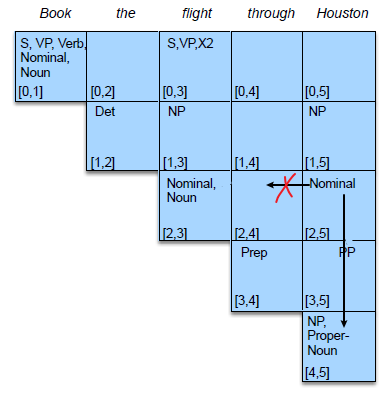 Book the flight through Houston
S, VP, Verb, S,VP,X2
Nominal,
Noun
[0,1] [0,2] [0,3] [0,4] [0,5]
Det NP NP
[1,2] [1,3] [1,4] [1,5]
Nominal, Nominal
Noun
[2,3] [2,4] [2,5]
Prep PP
[3,4] [3,5]
NP,
Proper-
Noun
[4,5]